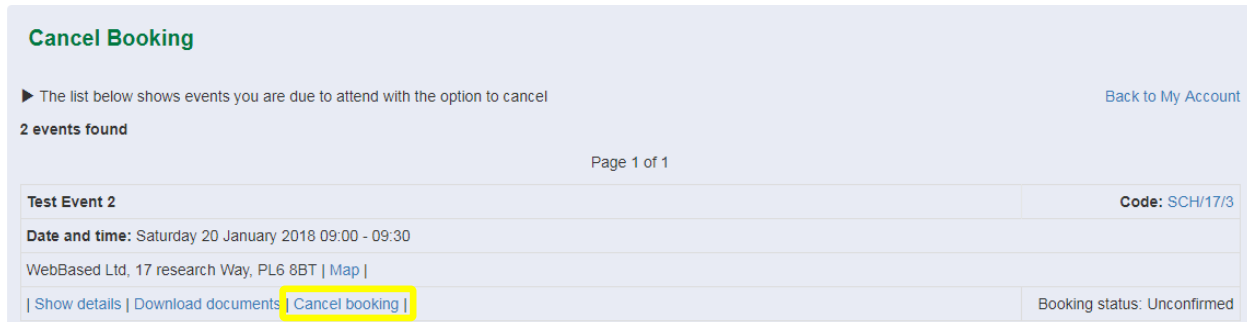 Cancel Booking
▶ The list below shows events you are due to attend with the option to cancel Back to My Account
2 events found
Page 1 of 1
Test Event 2 Code: SCH/17/3
Date and time: Saturday 20 January 2018 09:00 - 09:30
WebBased Ltd, 17 research Way, PL6 8BT | Map |
| Show details | Download documents | Cancel booking | Booking status: Unconfirmed